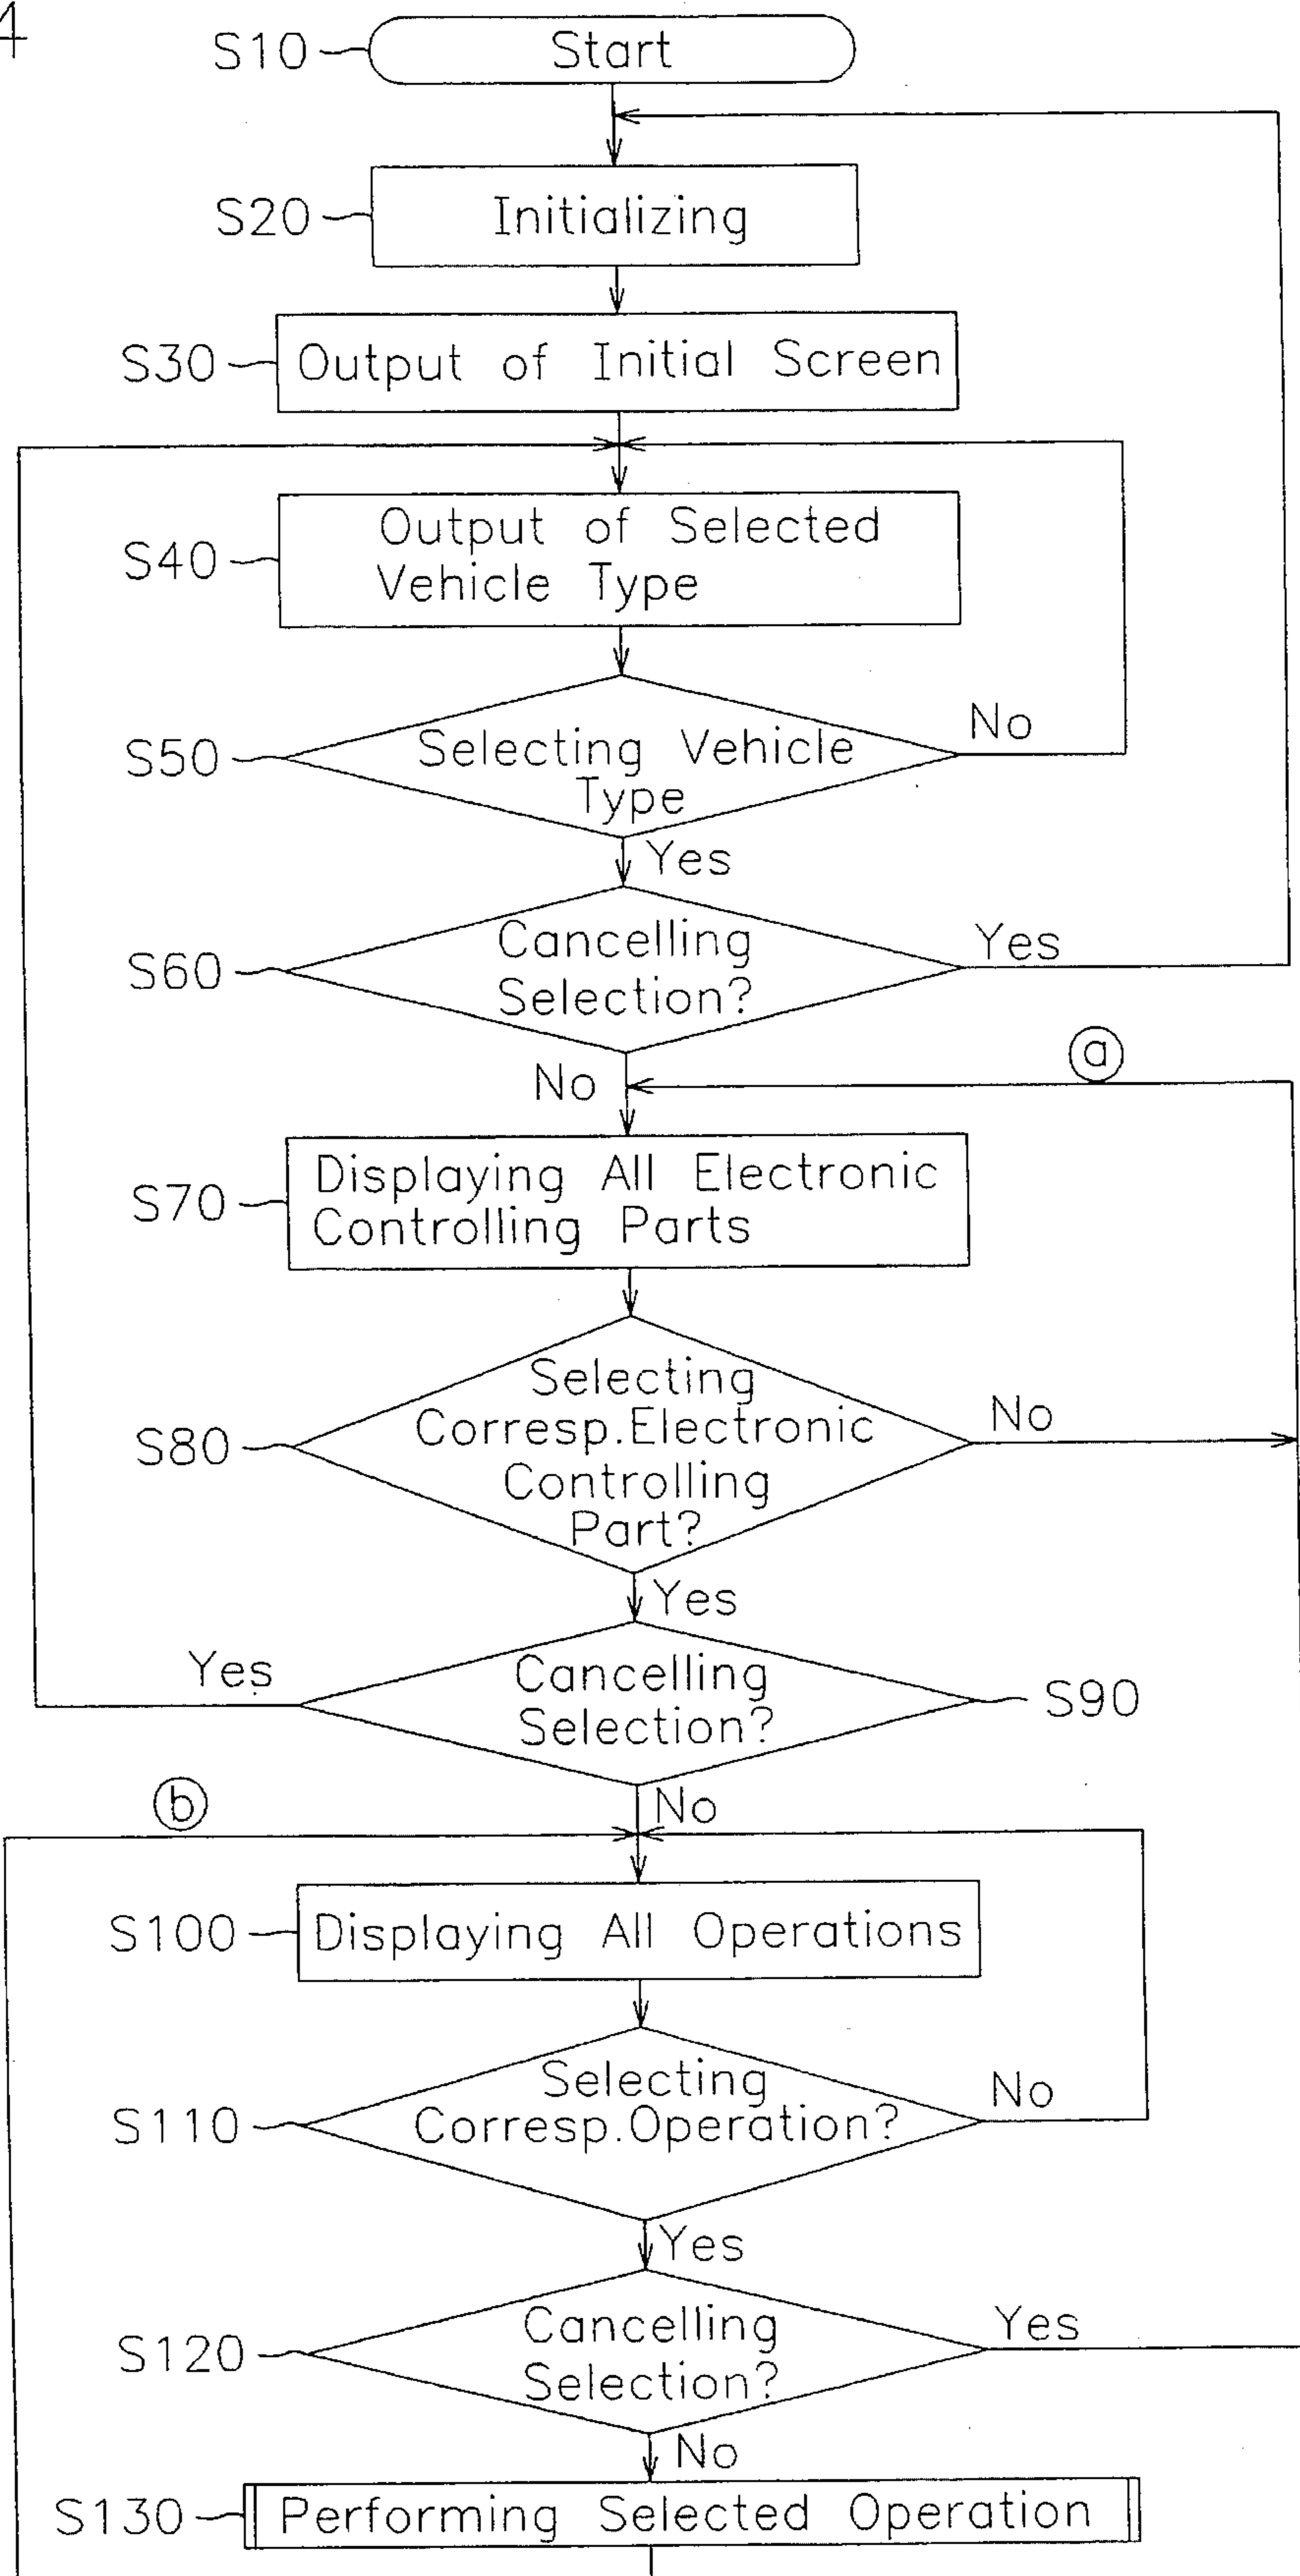 4
S10 Start
S20 Initializing
S30 Output of Initial Screen
S40 Output of Selected
Vehicle Type
S50 Selecting Vehicle
Type
No
Yes
S60 Cancelling
Selection?
Yes
No
a
S70 Displaying All Electronic
Controlling Parts
S80 Selecting
Corresp.Electronic
Controlling
Part?
No
Yes
Yes
Cancelling
Selection?
S90
b
No
S100 Displaying All Operations
S110 Selecting
Corresp.Operation?
No
Yes
S120 Cancelling
Selection?
Yes
No
S130 Performing Selected Operation